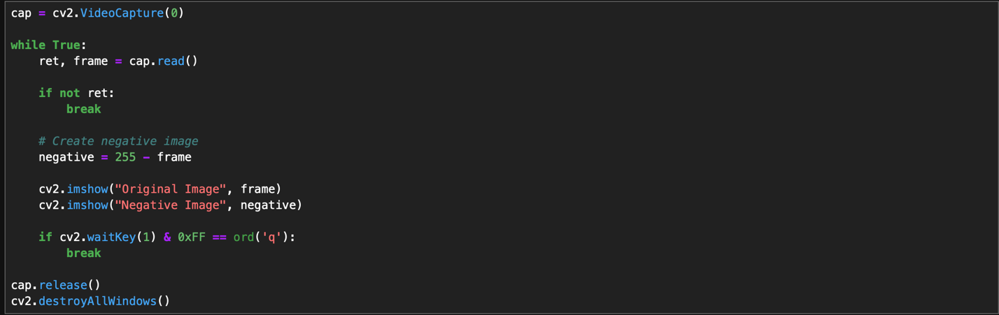 cap = cv2.VideoCapture(0)

while True:
    ret, frame = cap.read()

    if not ret:
        break

    # Create negative image
    negative = 255 - frame

    cv2.imshow("Original Image", frame)
    cv2.imshow("Negative Image", negative)

    if cv2.waitKey(1) & 0xFF == ord('q'):
        break

cap.release()
cv2.destroyAllWindows()